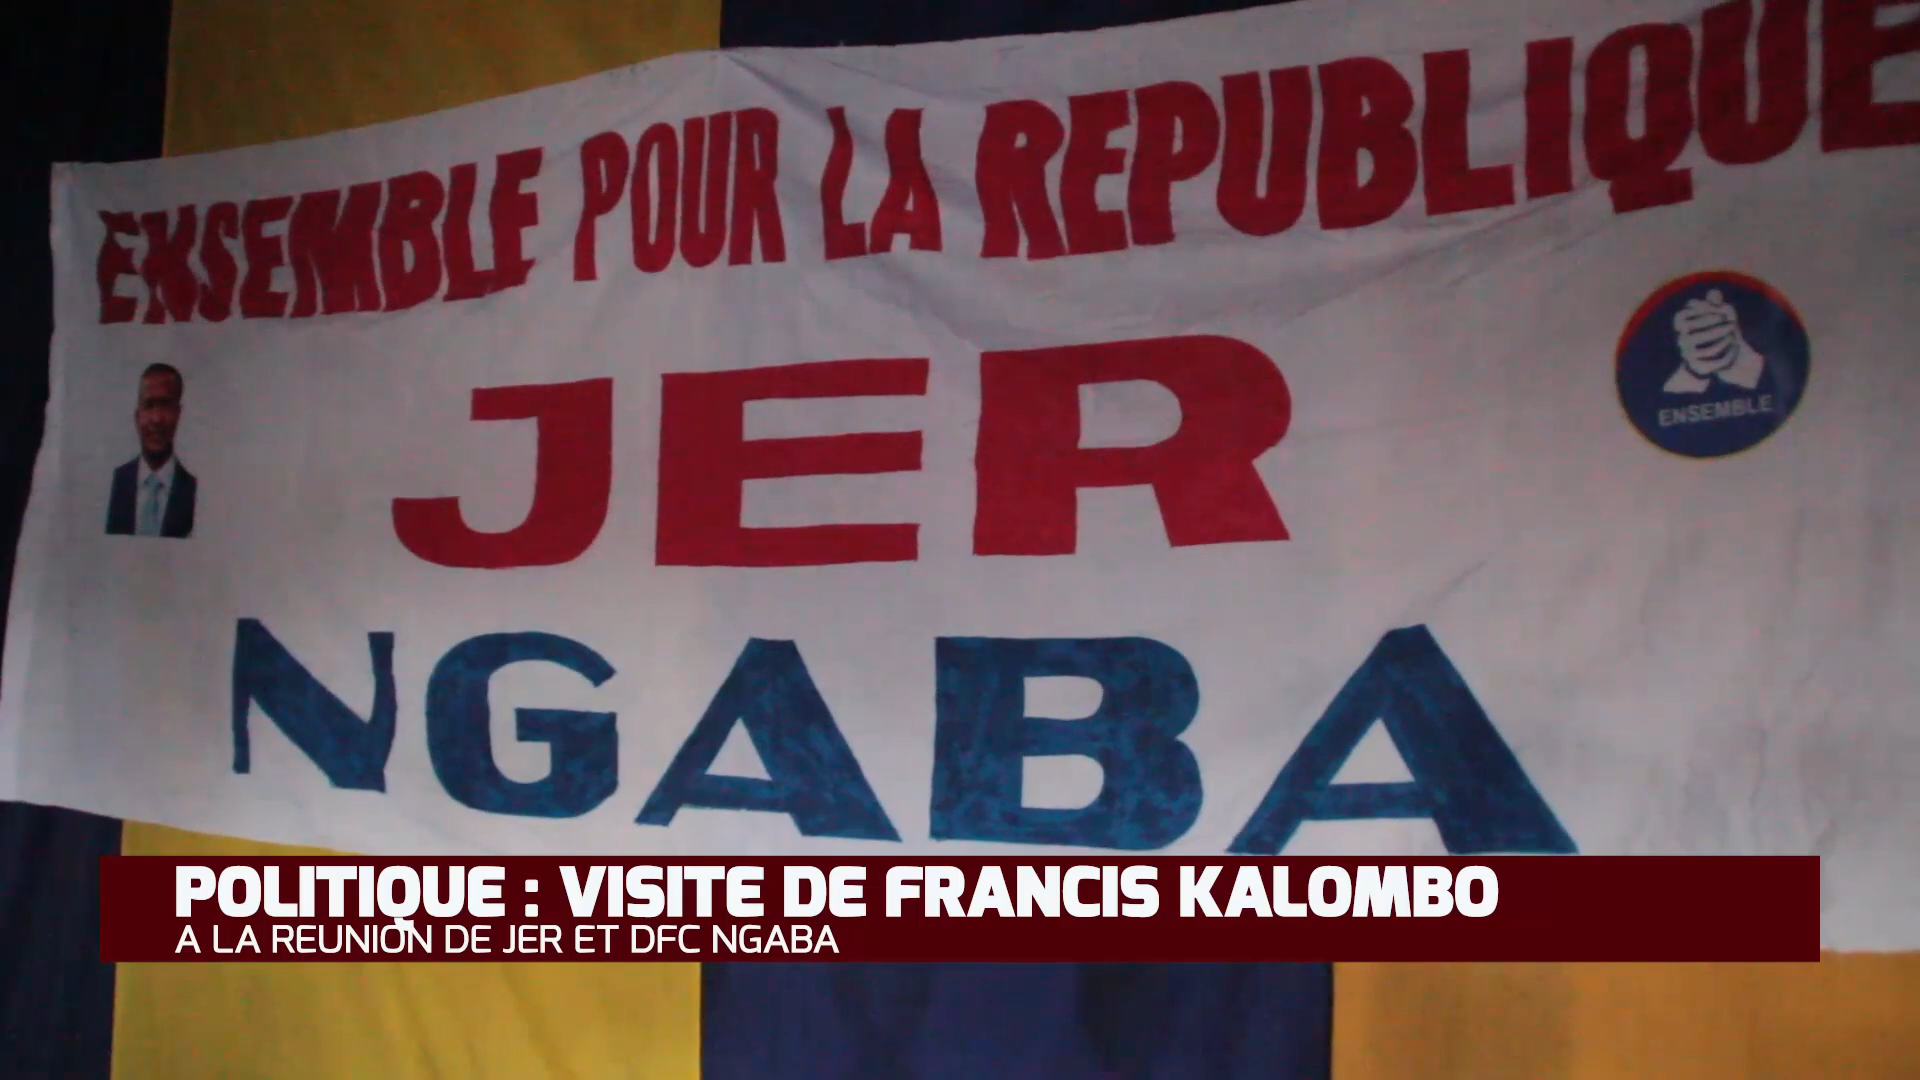 ENSEMBLE POUR LA REPUBLIQUE
JER
ENSEMBLE
NGABA
POLITIQUE : VISITE DE FRANCIS KALOMBO
A LA REUNION DE JER ET DFC NGABA